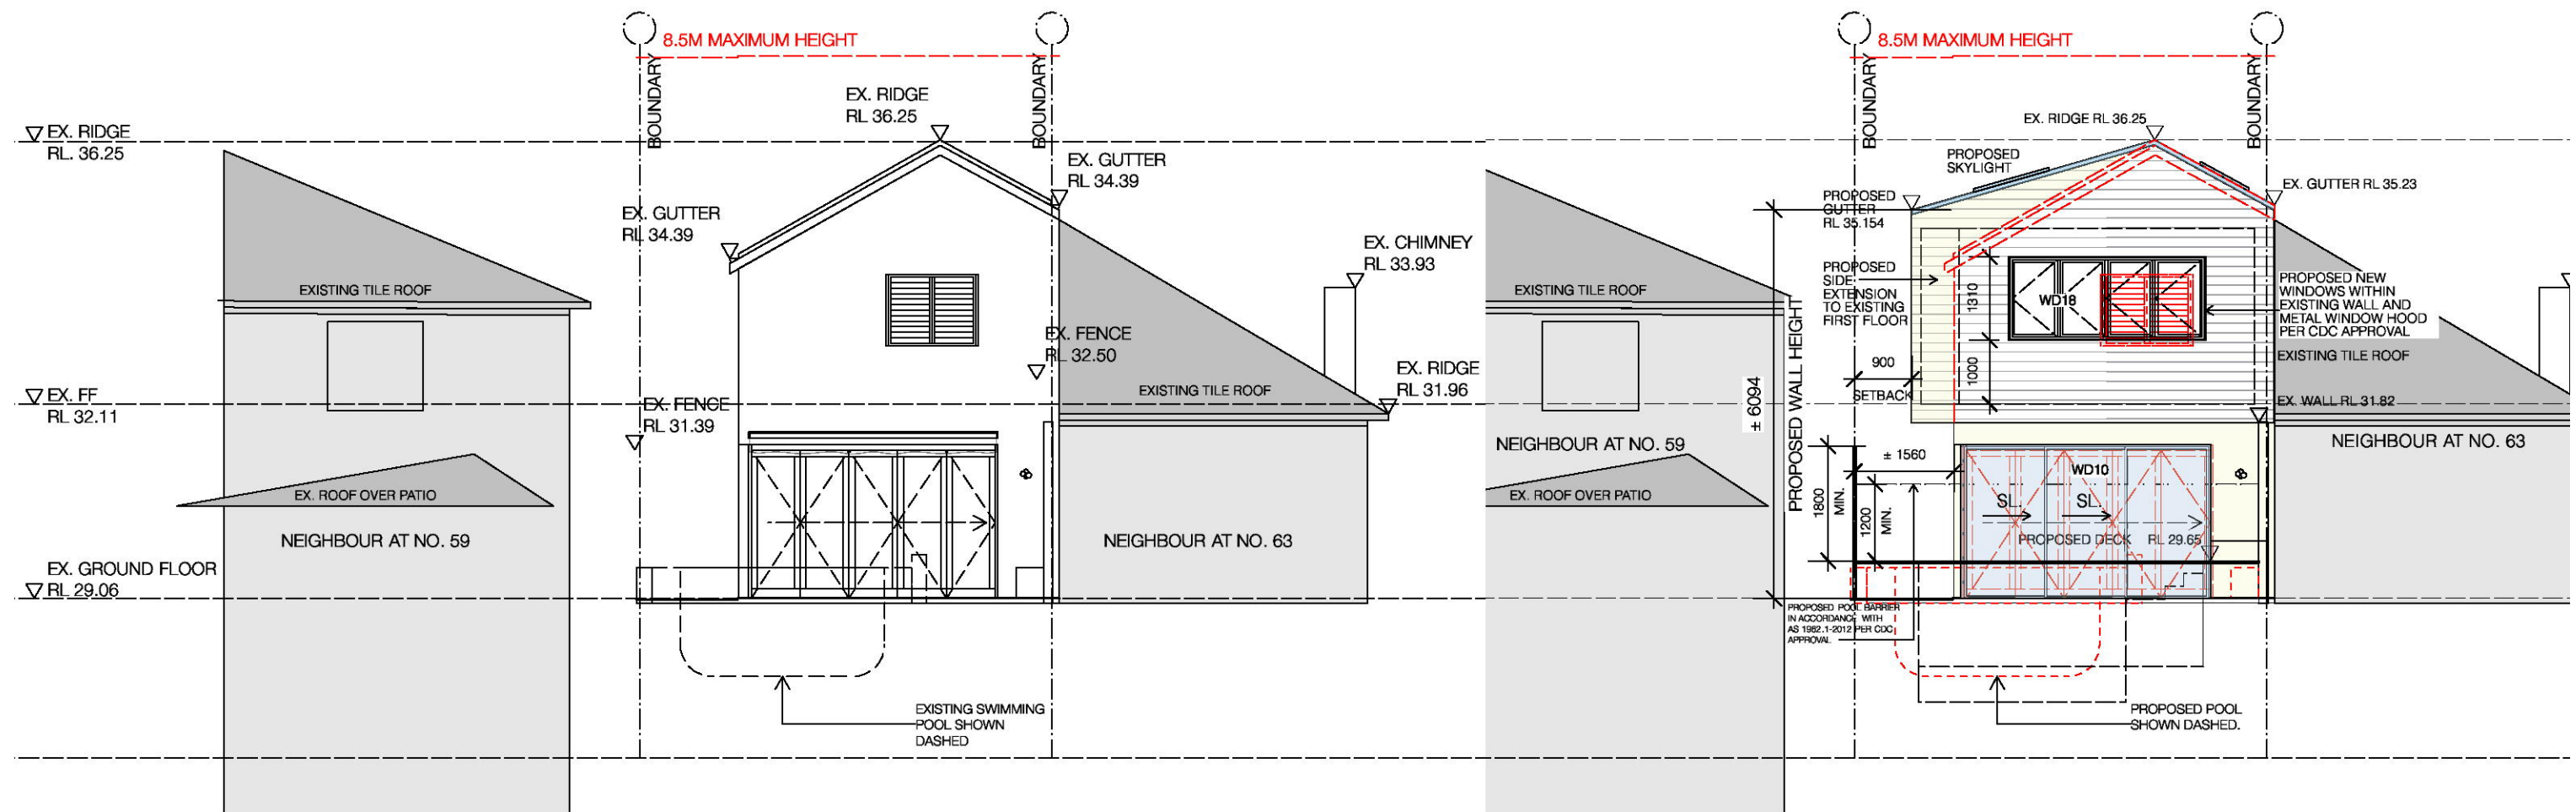 8.5M MAXIMUM HEIGHT
BOUNDARY
BOUNDARY
EX. RIDGE
RL 36.25
EX. RIDGE
RL. 36.25
EX. GUTTER
RL 34.39
EX. GUTTER
RL 34.39
EX. CHIMNEY
RL 33.93
EXISTING TILE ROOF
EX. FENCE
RL 32.50
EX. RIDGE
RL 31.96
EXISTING TILE ROOF
EX. FF
RL 32.11
EX. FENCE
RL 31.39
EX. ROOF OVER PATIO
NEIGHBOUR AT NO. 59
NEIGHBOUR AT NO. 63
EX. GROUND FLOOR
RL 29.06
EXISTING SWIMMING
POOL SHOWN
DASHED
8.5M MAXIMUM HEIGHT
BOUNDARY
BOUNDARY
EX. RIDGE RL 36.25
PROPOSED
SKYLIGHT
EX. GUTTER RL 35.23
PROPOSED
GUTTER
RL 35.154
PROPOSED
SIDE
EXTENSION
TO EXISTING
FIRST FLOOR
1310
WD18
PROPOSED NEW
WINDOWS WITHIN
EXISTING WALL AND
METAL WINDOW HOOD
PER CDC APPROVAL
EXISTING TILE ROOF
EXISTING TILE ROOF
900
SETBACK
1000
EX. WALL RL 31.82
± 6094
PROPOSED WALL HEIGHT
NEIGHBOUR AT NO. 59
NEIGHBOUR AT NO. 63
± 1560
WD10
EX. ROOF OVER PATIO
1800
MIN.
1200
MIN.
SL.
SL.
PROPOSED DECK RL 29.65
PROPOSED POOL BARRIER
IN ACCORDANCE WITH
AS 1982.1-2012 PER CDC
APPROVAL
PROPOSED POOL
SHOWN DASHED.